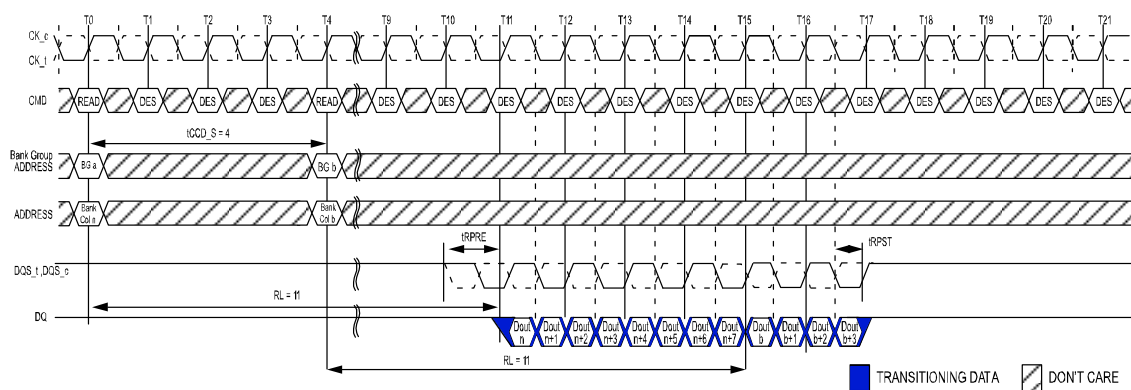 T0 T1 T2 T3 T4 T9 T10 T11 T12 T13 T14 T15 T16 T17 T18 T19 T20 T21
CK_c
CK_t
CMD READ DES DES DES READ DES DES DES DES DES DES DES DES DES DES DES DES DES
tCCD_S = 4
Bank Group
ADDRESS BG a BG b
ADDRESS Bank Col n Bank Col b
tRPRE tRPST
DQS_t ,DQS_c
RL = 11
DQ Dout n Dout n+1 Dout n+2 Dout n+3 Dout n+4 Dout n+5 Dout n+6 Dout n+7 Dout b Dout b+1 Dout b+2 Dout b+3
RL = 11
TRANSITIONING DATA DON'T CARE